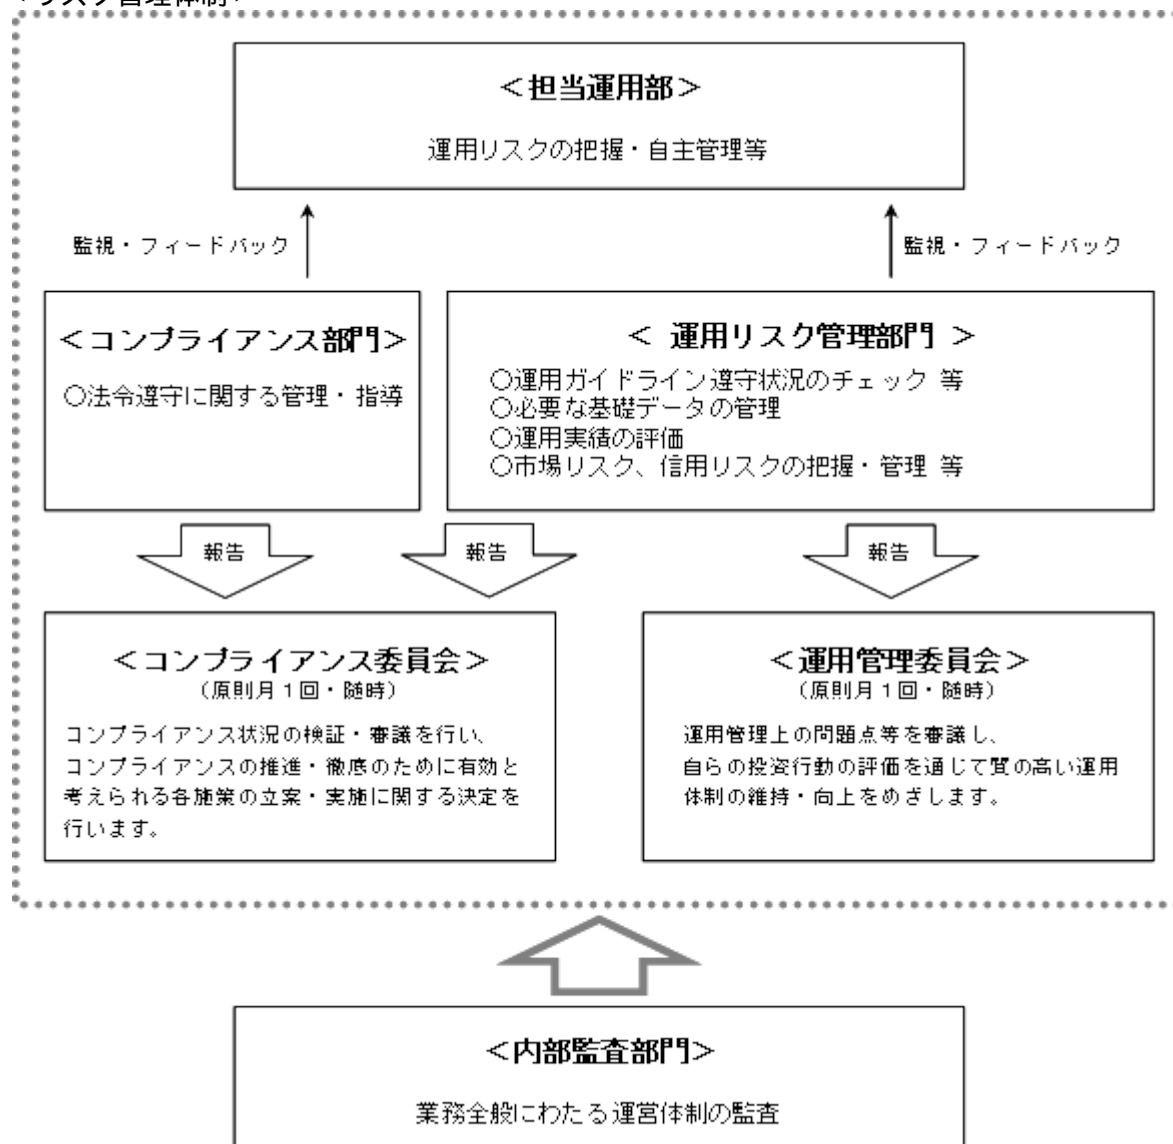 <リスク管理体制>
<担当運用部>
運用リスクの把握・自主管理等
監視・フィードバック
監視・フィードバック
<コンプライアンス部門>
○法令遵守に関する管理・指導
< 運用リスク管理部門 >
○運用ガイドライン遵守状況のチェック 等
○必要な基礎データの管理
○運用実績の評価
○市場リスク、信用リスクの把握・管理 等
報告
報告
報告
<コンプライアンス委員会>
(原則月1回・随時)
コンプライアンス状況の検証・審議を行い、
コンプライアンスの推進・徹底のために有効と
考えられる各施策の立案・実施に関する決定を
行います。
<運用管理委員会>
(原則月1回・随時)
運用管理上の問題点等を審議し、
自らの投資行動の評価を通じて質の高い運用
体制の維持・向上をめざします。
<内部監査部門>
業務全般にわたる運営体制の監査